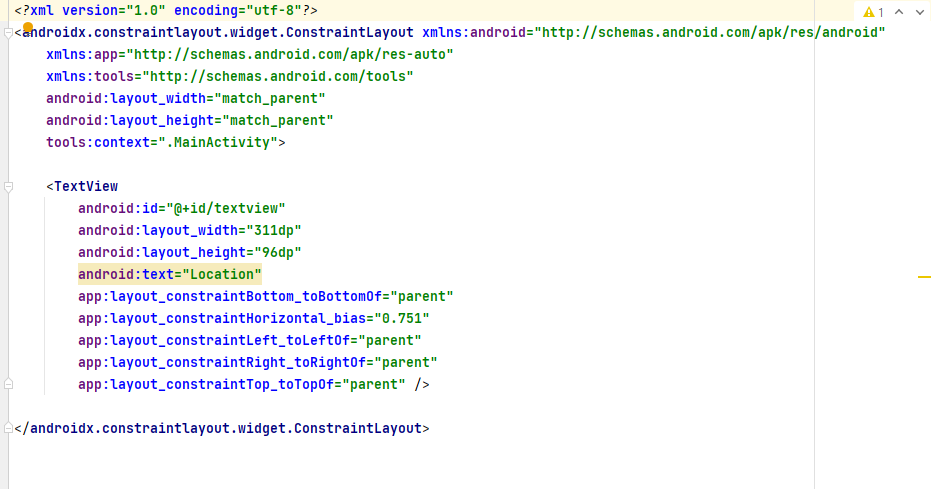 <?xml version="1.0" encoding="utf-8"?>
1
<androidx.constraintlayout.widget.ConstraintLayout xmlns:android="http://schemas.android.com/apk/res/android"
    xmlns:app="http://schemas.android.com/apk/res-auto"
    xmlns:tools="http://schemas.android.com/tools"
    android:layout_width="match_parent"
    android:layout_height="match_parent"
    tools:context=".MainActivity">

    <TextView
        android:id="@+id/textview"
        android:layout_width="311dp"
        android:layout_height="96dp"
        android:text="Location"
        app:layout_constraintBottom_toBottomOf="parent"
        app:layout_constraintHorizontal_bias="0.751"
        app:layout_constraintLeft_toLeftOf="parent"
        app:layout_constraintRight_toRightOf="parent"
        app:layout_constraintTop_toTopOf="parent" />

</androidx.constraintlayout.widget.ConstraintLayout>